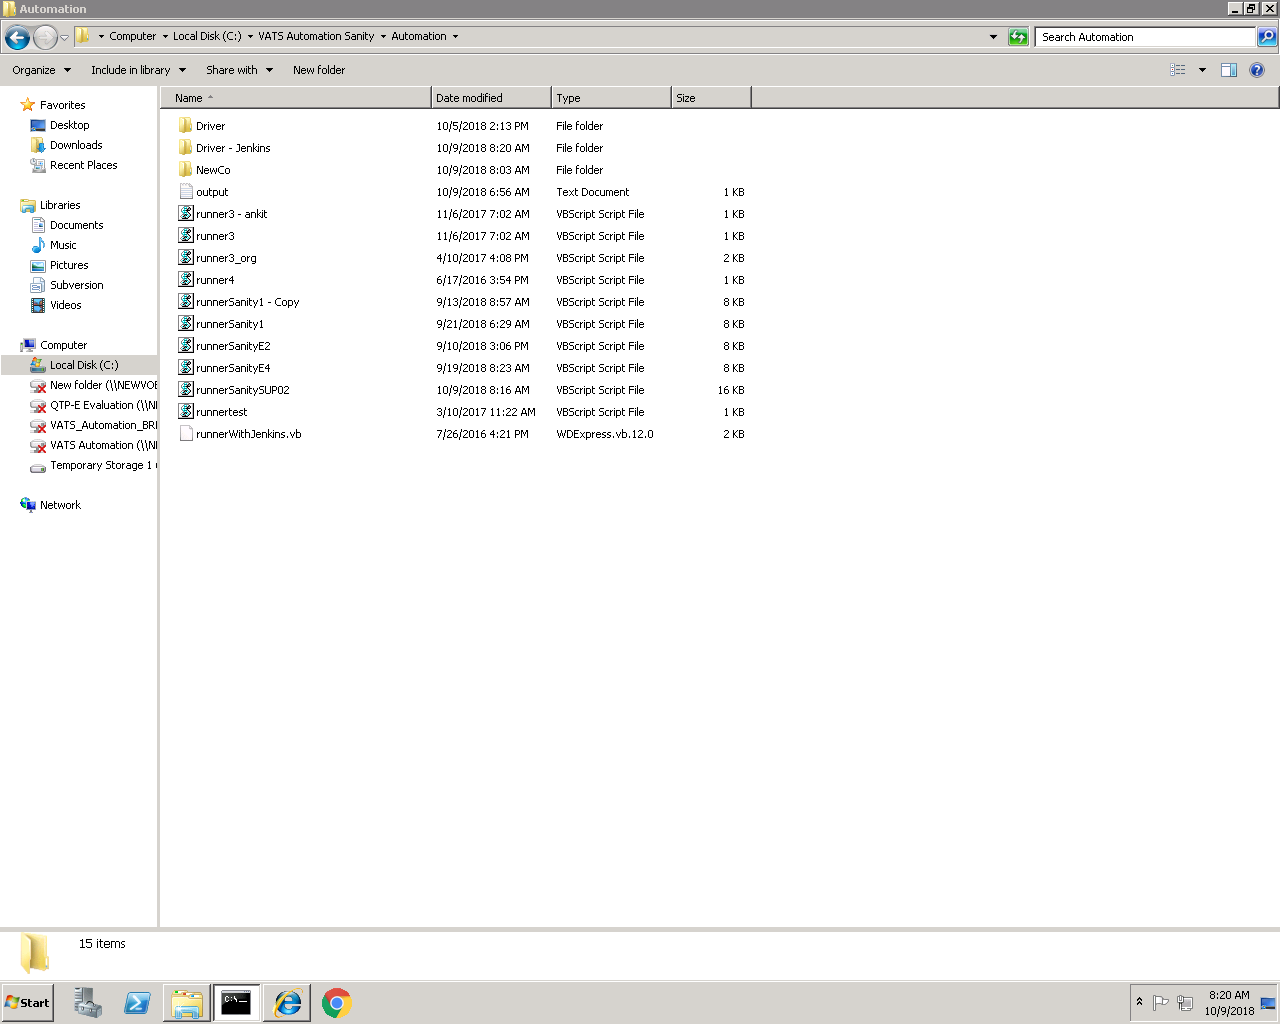 Automation
Computer Local Disk (C:) VATS Automation Sanity Automation Search Automation
Organize Include in library Share with New folder
Name Date modified Type Size
Favorites
Desktop
Downloads
Recent Places
Libraries
Documents
Music
Pictures
Subversion
Videos
Computer
Local Disk (C:)
New folder (\\NEWVOE
QTP-E Evaluation (\\NI
VATS_Automation_BRI
VATS Automation (\\NI
Temporary Storage 1 (
Network
Driver 10/5/2018 2:13 PM File folder
Driver - Jenkins 10/9/2018 8:20 AM File folder
NewCo 10/9/2018 8:03 AM File folder
output 10/9/2018 6:56 AM Text Document 1 KB
runner3 - ankit 11/6/2017 7:02 AM VBScript Script File 1 KB
runner3 11/6/2017 7:02 AM VBScript Script File 1 KB
runner3_org 4/10/2017 4:08 PM VBScript Script File 2 KB
runner4 6/17/2016 3:54 PM VBScript Script File 1 KB
runnerSanity1 - Copy 9/13/2018 8:57 AM VBScript Script File 8 KB
runnerSanity1 9/21/2018 6:29 AM VBScript Script File 8 KB
runnerSanityE2 9/10/2018 3:06 PM VBScript Script File 8 KB
runnerSanityE4 9/19/2018 8:23 AM VBScript Script File 8 KB
runnerSanitySUP02 10/9/2018 8:16 AM VBScript Script File 16 KB
runnertest 3/10/2017 11:22 AM VBScript Script File 1 KB
runnerWithJenkins.vb 7/26/2016 4:21 PM WDExpress.vb.12.0 2 KB
15 items
Start
C:\_
8:20 AM
10/9/2018